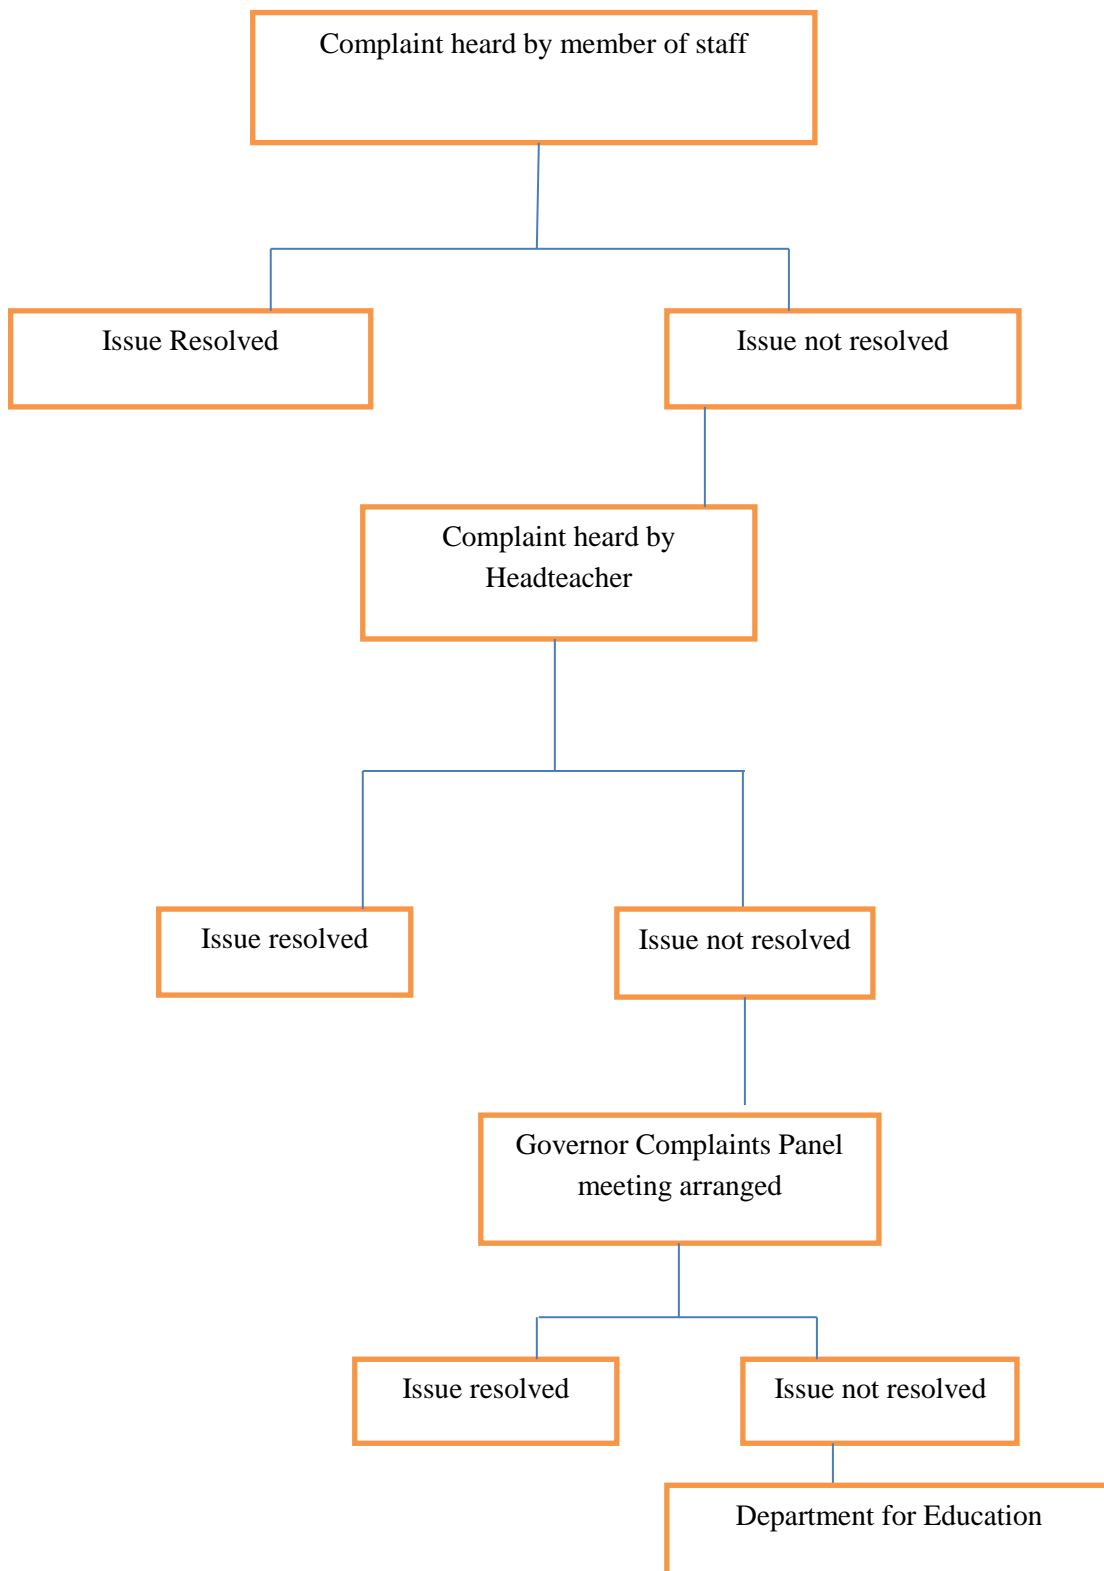 Complaint heard by member of staff
Issue Resolved
Issue not resolved
Complaint heard by
Headteacher
Issue resolved
Issue not resolved
Governor Complaints Panel
meeting arranged
Issue resolved
Issue not resolved
Department for Education